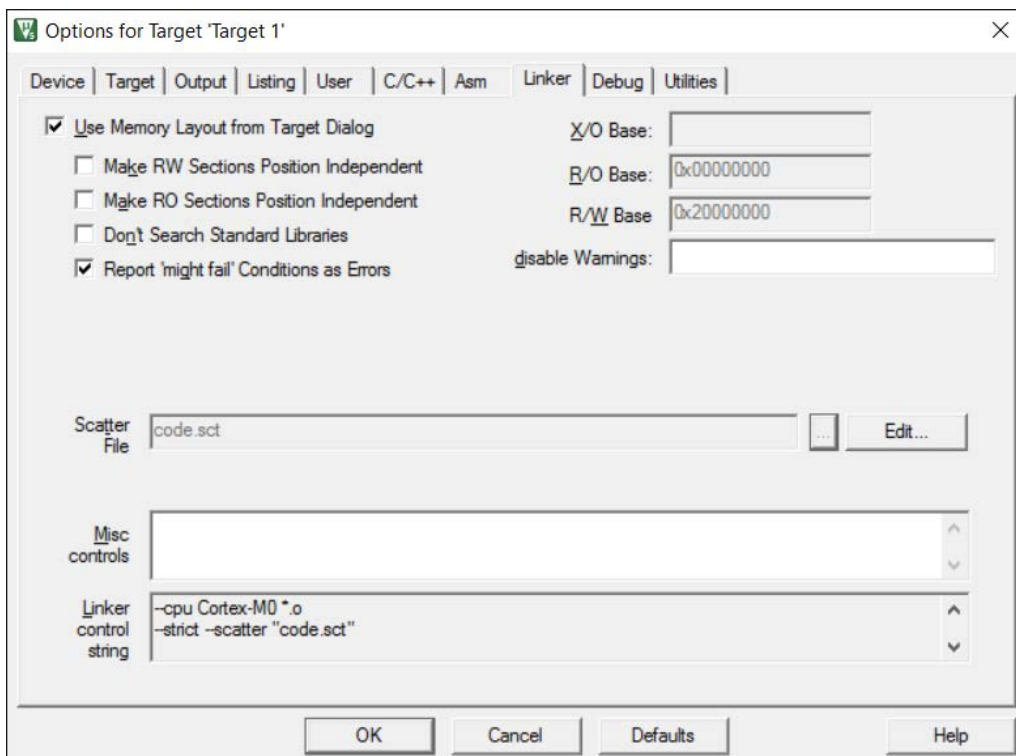 Options for Target 'Target 1'
Device Target Output Listing User C/C++ Asm Linker Debug Utilities
Use Memory Layout from Target Dialog
Make RW Sections Position Independent
Make RO Sections Position Independent
Don't Search Standard Libraries
Report 'might fail' Conditions as Errors
X/O Base:
R/O Base: 0x00000000
R/W Base 0x20000000
disable Warnings:
Scatter
File
code.sct
...
Edit...
Misc
controls
Linker
control
string
--cpu Cortex-M0 *.o
--strict --scatter "code.sct"
OK Cancel Defaults Help